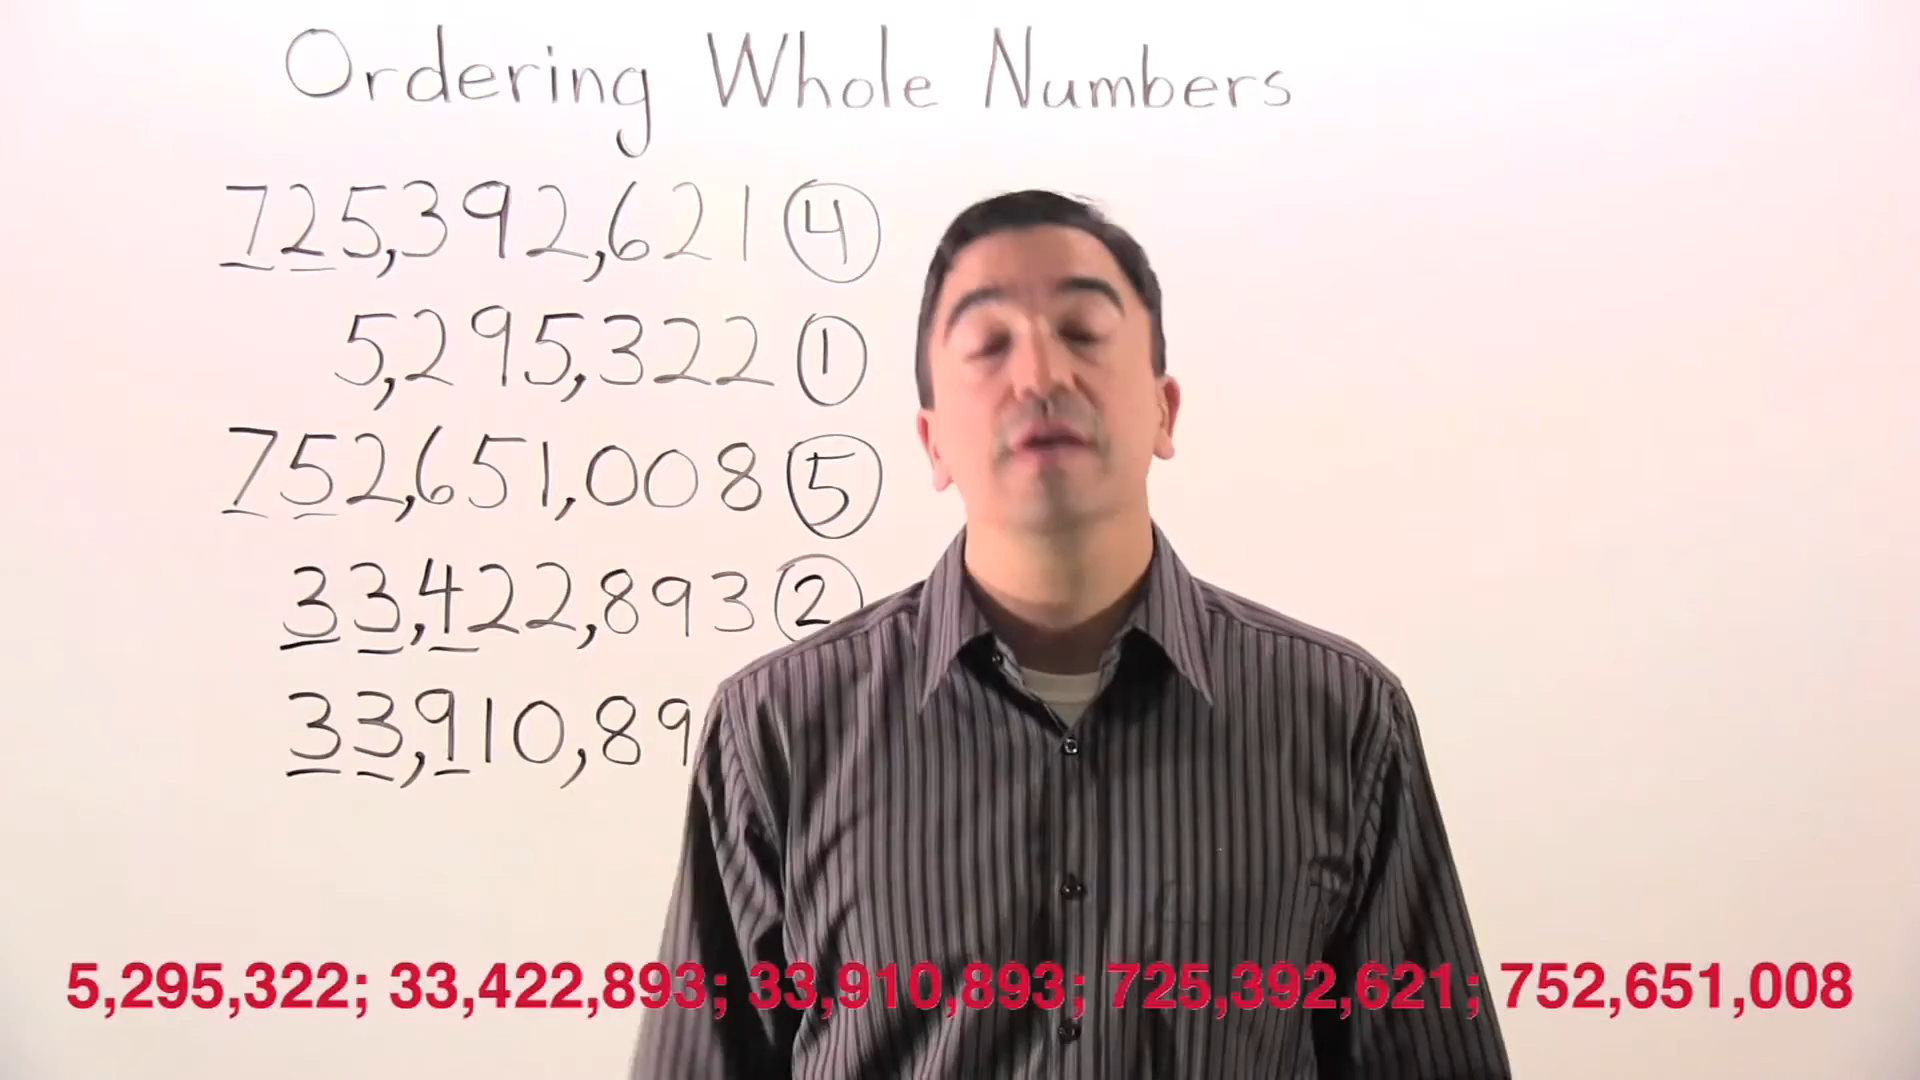 Ordering Whole Numbers
725,392,621 4
5,295,322 1
752,651,008 5
33,422,893 2
33,910,89
5,295,322; 33,422,893; 33,910,893; 725,392,621; 752,651,008